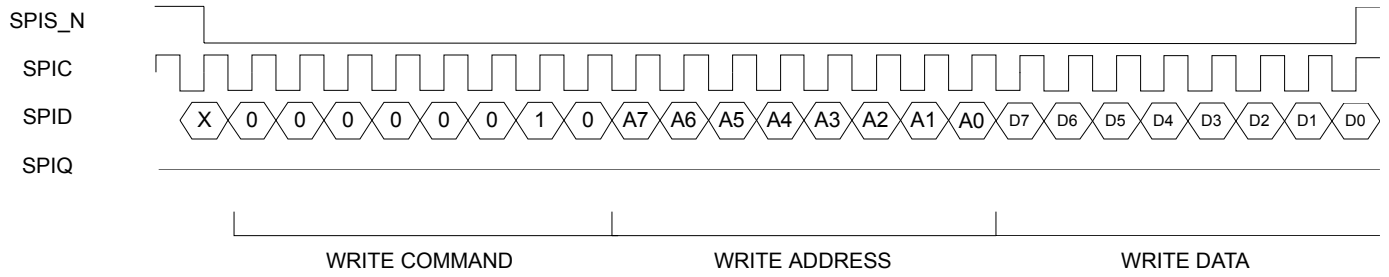 SPIS_N
SPIC
SPID X 0 0 0 0 0 0 1 0 A7 A6 A5 A4 A3 A2 A1 A0 D7 D6 D5 D4 D3 D2 D1 D0
SPIQ
WRITE COMMAND WRITE ADDRESS WRITE DATA